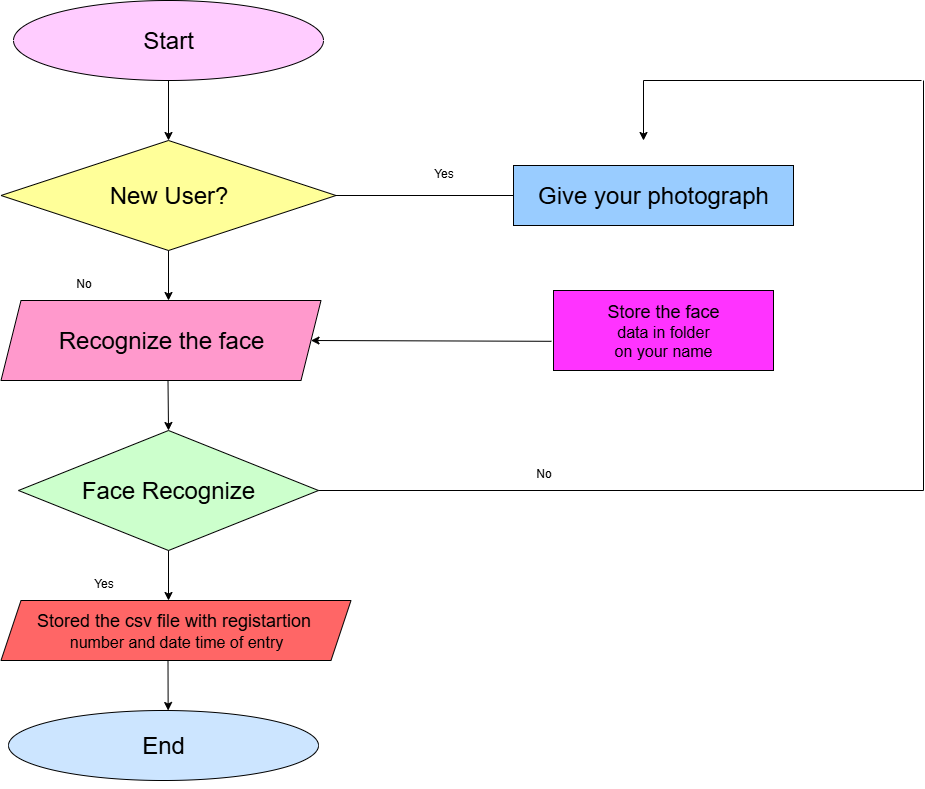 Start
New User?
Yes
Give your photograph
No
Recognize the face
Store the face
data in folder
on your name
Face Recognize
No
Yes
Stored the csv file with registartion
number and date time of entry
End